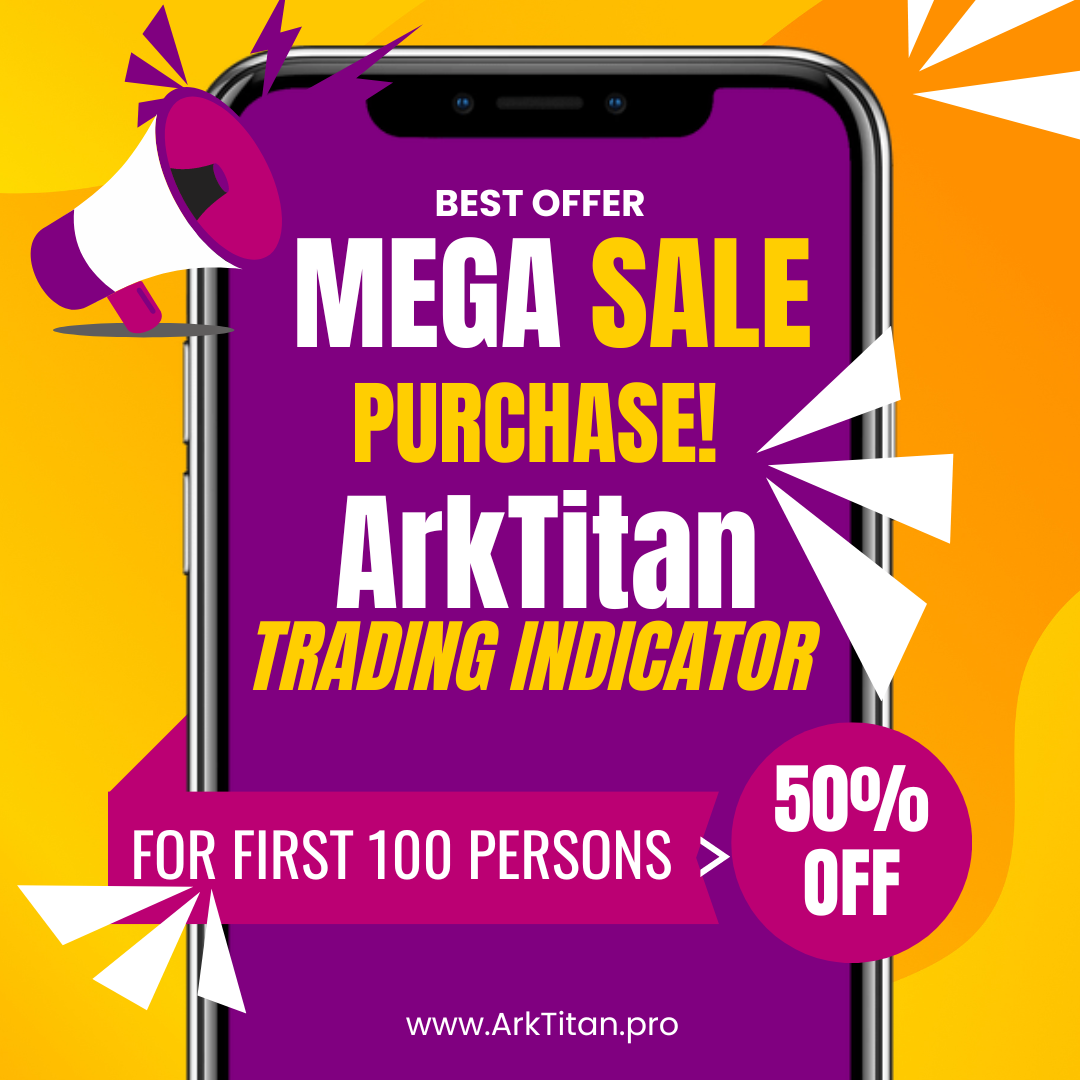 BEST OFFER
MEGA SALE
PURCHASE!
ArkTitan
TRADING INDICATOR
FOR FIRST 100 PERSONS >
50%
OFF
www.ArkTitan.pro